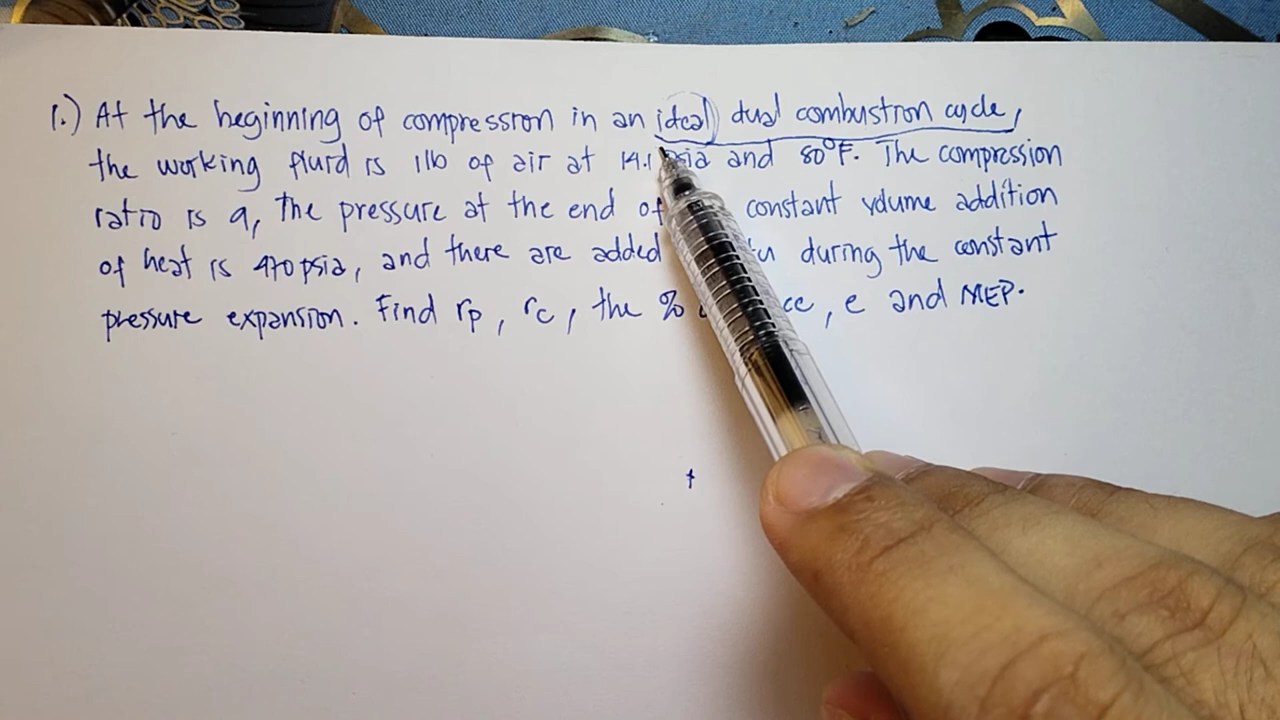 1.) At the beginning of compression in an ideal dual combustion cycle,
the working fluid is 1lb of air at 14.1 psia and 80°F. The compression
ratio is 9, the pressure at the end of constant volume addition
of heat is 470 psia, and there are added during the constant
pressure expansion. Find rp, rc, the % , e and MEP.